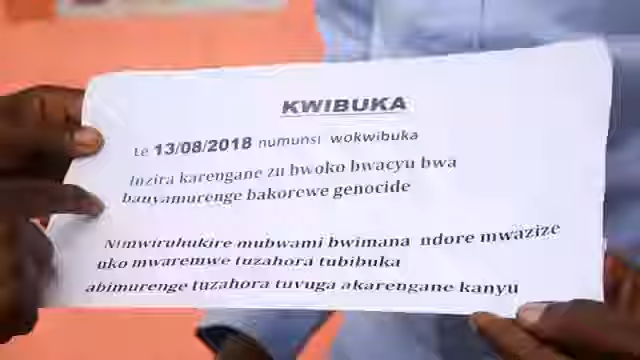 KWIBUKA
Le 13/08/2018 numunsi wokwibuka
Inzira karengane zu bwoko bwacyu bwa
banyamurenge bakorewe genocide
Nimwiruhukire mubwami bwimana ndore mwazize
uko mwaremwe tuzahora tubibuka
abimurenge tuzahora tuvuga akarengane kanyu